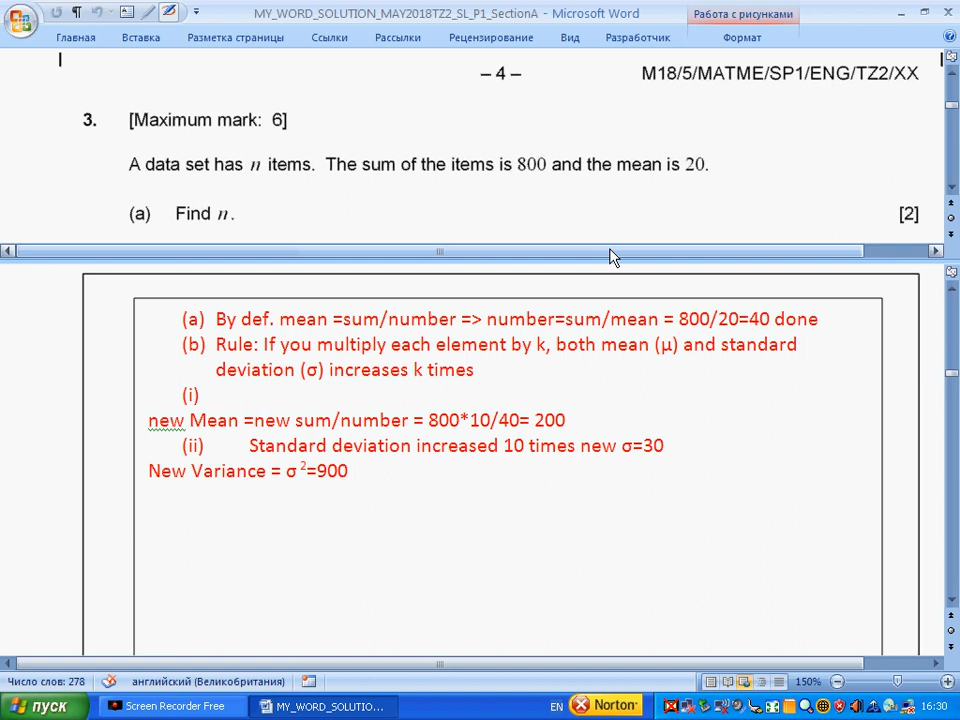 MY_WORD_SOLUTION_MAY2018TZ2_SL_P1_SectionA - Microsoft Word
Работа с рисунками
Главная Вставка Разметка страницы Ссылки Рассылки Рецензирование Вид Разработчик Формат
– 4 – M18/5/MATME/SP1/ENG/TZ2/XX
3. [Maximum mark: 6]
A data set has n items. The sum of the items is 800 and the mean is 20.
(a) Find n. [2]
(a) By def. mean =sum/number => number=sum/mean = 800/20=40 done
(b) Rule: If you multiply each element by k, both mean (μ) and standard
deviation (σ) increases k times
(i)
new Mean =new sum/number = 800*10/40= 200
(ii) Standard deviation increased 10 times new σ=30
New Variance = σ ²=900
Число слов: 278 английский (Великобритания) 150%
пуск Screen Recorder Free MY_WORD_SOLUTIO... EN Norton 16:30